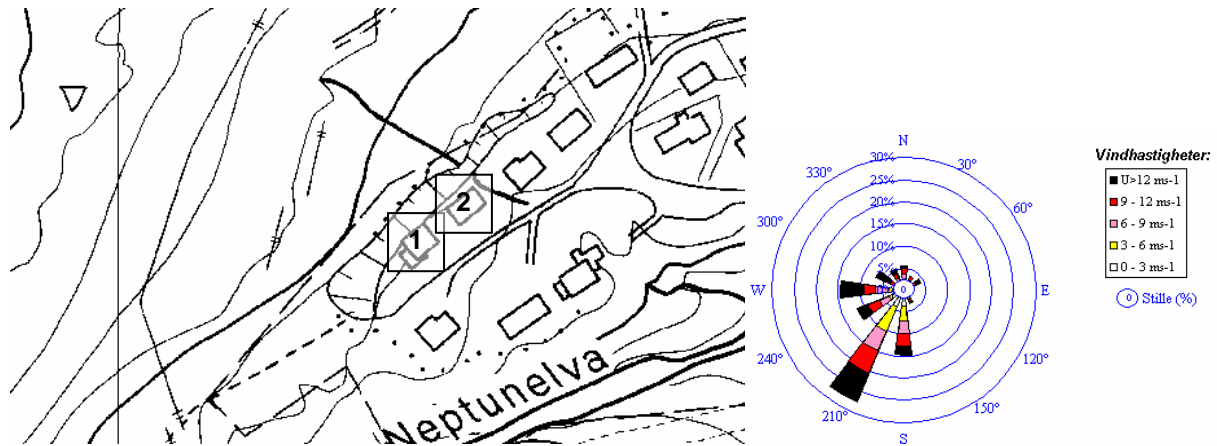 1
2
Neptunelva
N
30°
60°
E
120°
150°
S
210°
240°
W
300°
330°
30%
25%
20%
15%
10%
5%
0
Vindhastigheter:
U>12 ms-1
9 - 12 ms-1
6 - 9 ms-1
3 - 6 ms-1
0 - 3 ms-1
0 Stille (%)